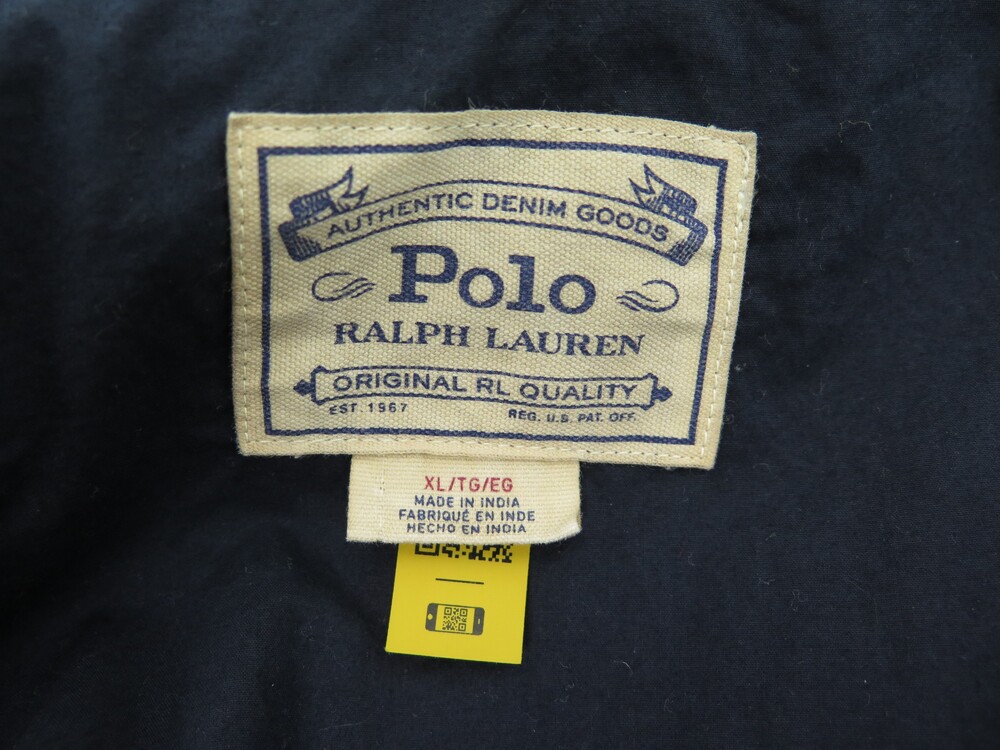 AUTHENTIC DENIM GOODS
Polo
RALPH LAUREN
ORIGINAL RL QUALITY
EST. 1967 REG. U.S. PAT. OFF.
XL/TG/EG
MADE IN INDIA
FABRIQUÉ EN INDE
HECHO EN INDIA